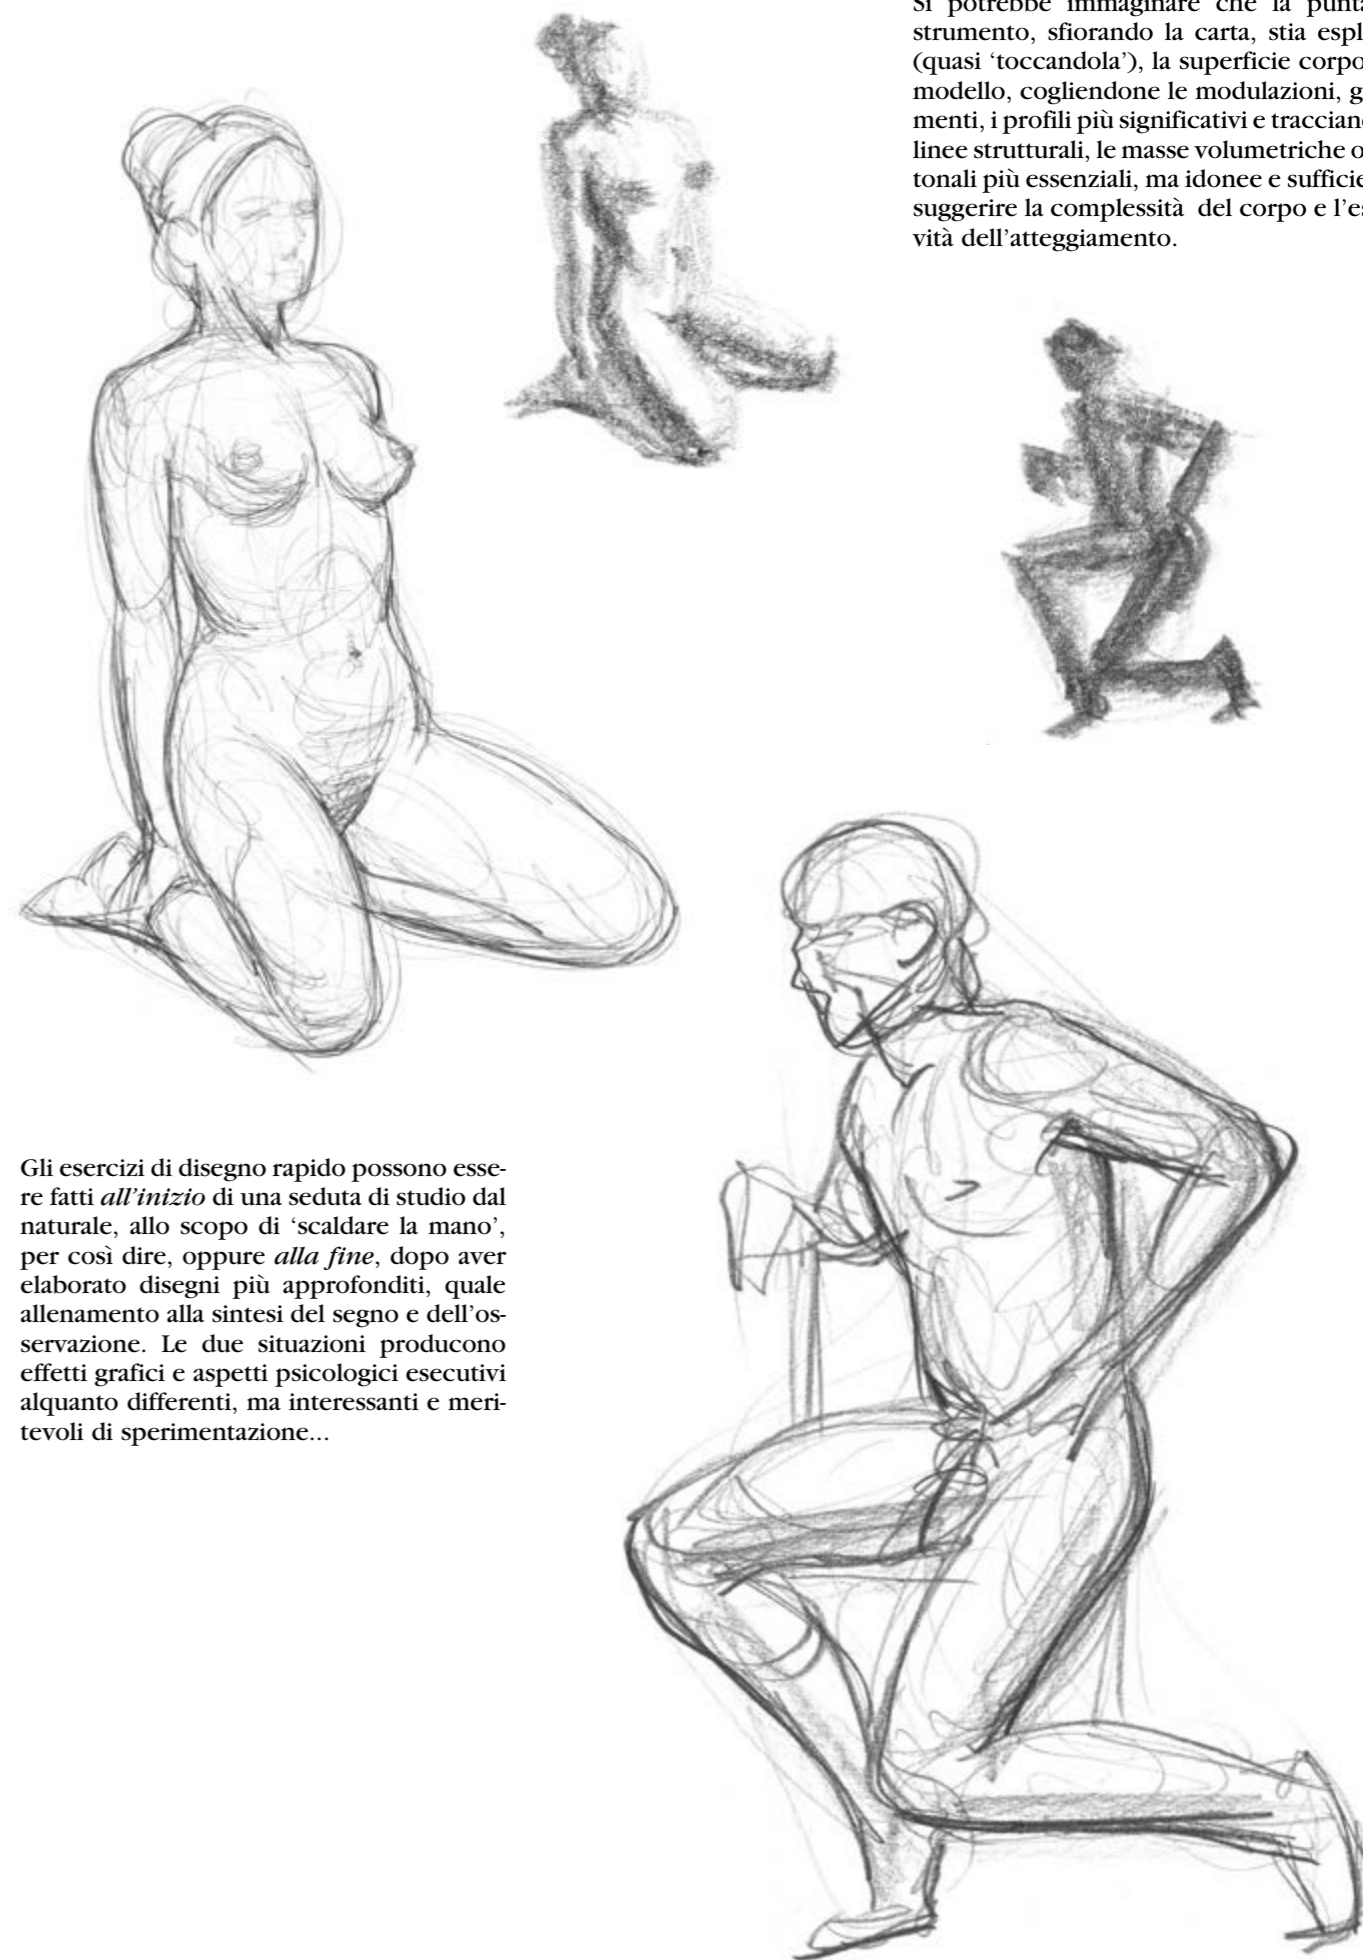 Si potrebbe immaginare che la punta
strumento, sfiorando la carta, stia
(quasi ‘toccandola’), la superficie
modello, cogliendone le modulazioni,
menti, i profili più significativi e
linee strutturali, le masse volumetriche
tonali più essenziali, ma idonee e
suggerire la complessità del corpo e
vità dell’atteggiamento.
Gli esercizi di disegno rapido possono esse-
re fatti all’inizio di una seduta di studio dal
naturale, allo scopo di ‘scaldare la mano’,
per così dire, oppure alla fine, dopo aver
elaborato disegni più approfonditi, quale
allenamento alla sintesi del segno e dell’os-
servazione. Le due situazioni producono
effetti grafici e aspetti psicologici esecutivi
alquanto differenti, ma interessanti e meri-
tevoli di sperimentazione...